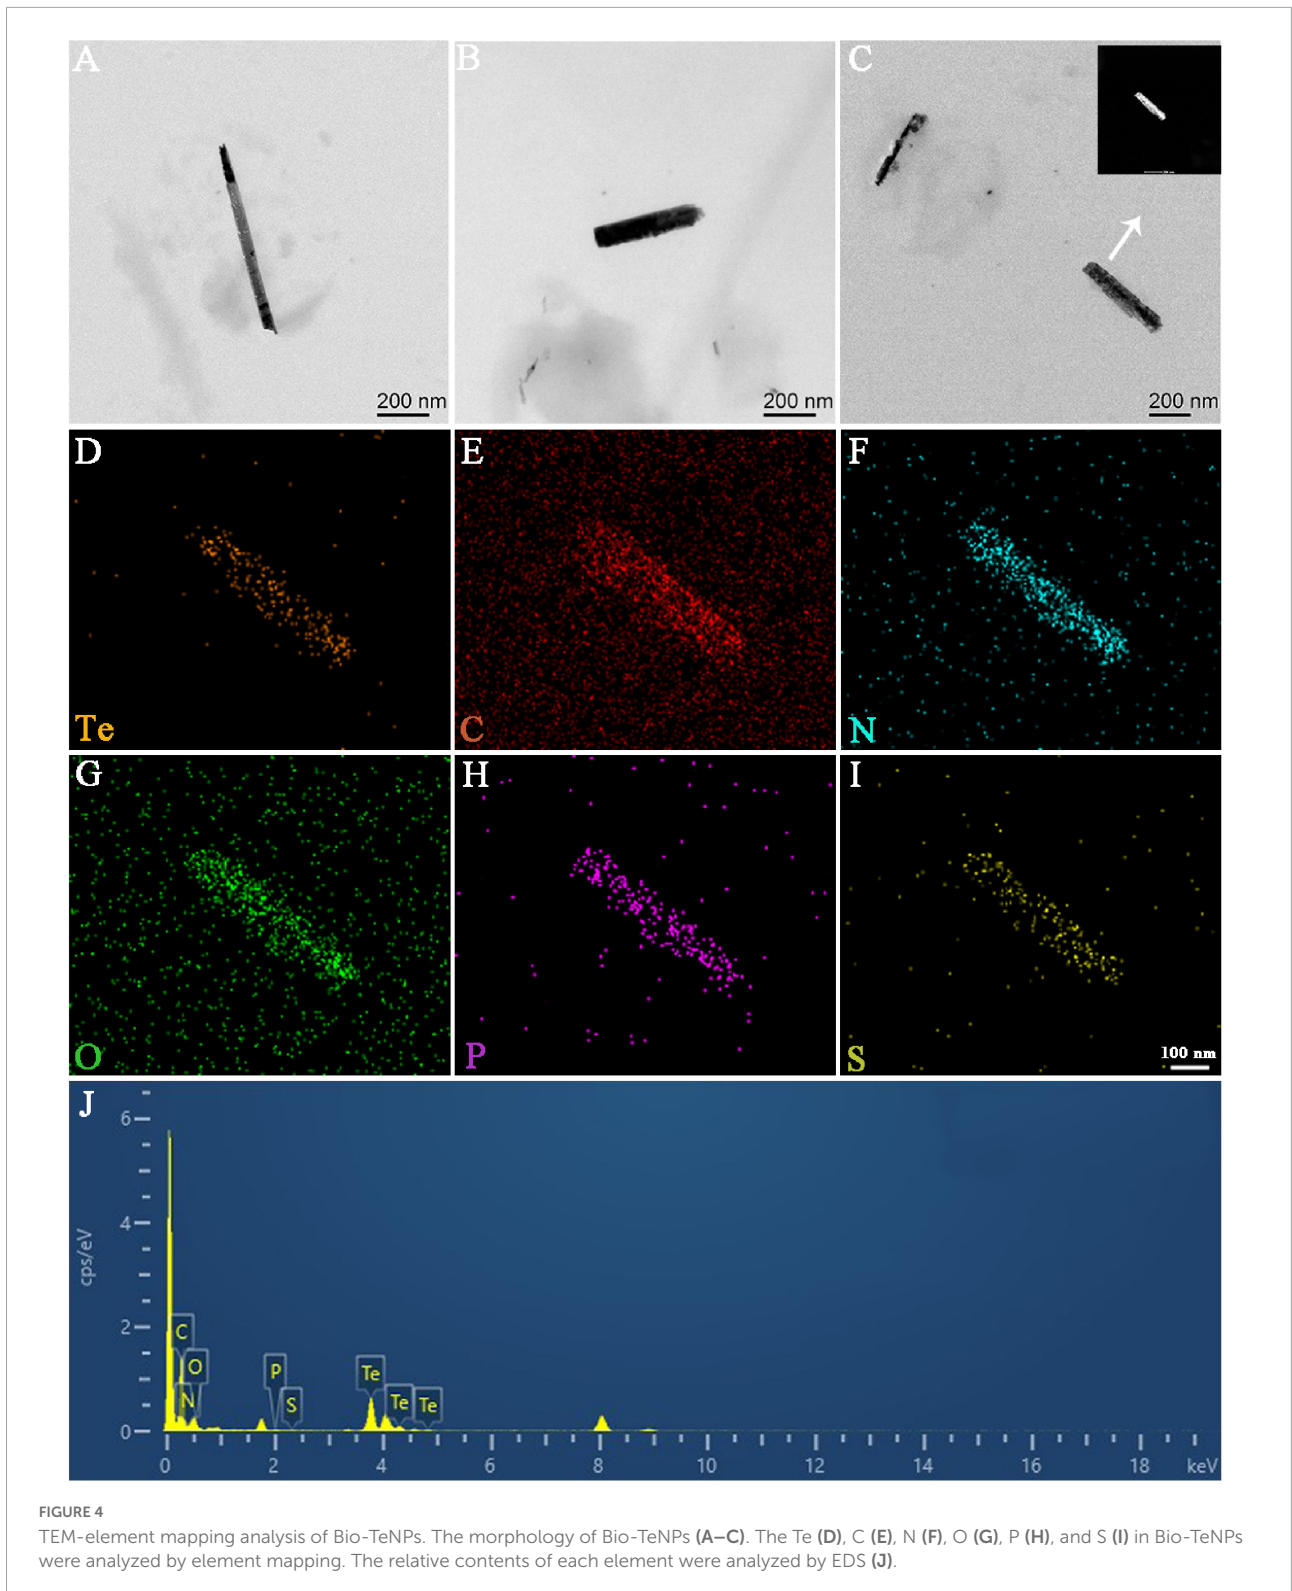 A
B
C
200 nm
200 nm
200 nm
D
E
F
Te
C
N
G
H
I
O
P
S
100 nm
J
6
4
2
0
cps/eV
C
O
N
P
S
Te
Te
Te
0 2 4 6 8 10 12 14 16 18 keV
FIGURE 4
TEM-element mapping analysis of Bio-TeNPs. The morphology of Bio-TeNPs (A–C). The Te (D), C (E), N (F), O (G), P (H), and S (I) in Bio-TeNPs
were analyzed by element mapping. The relative contents of each element were analyzed by EDS (J).